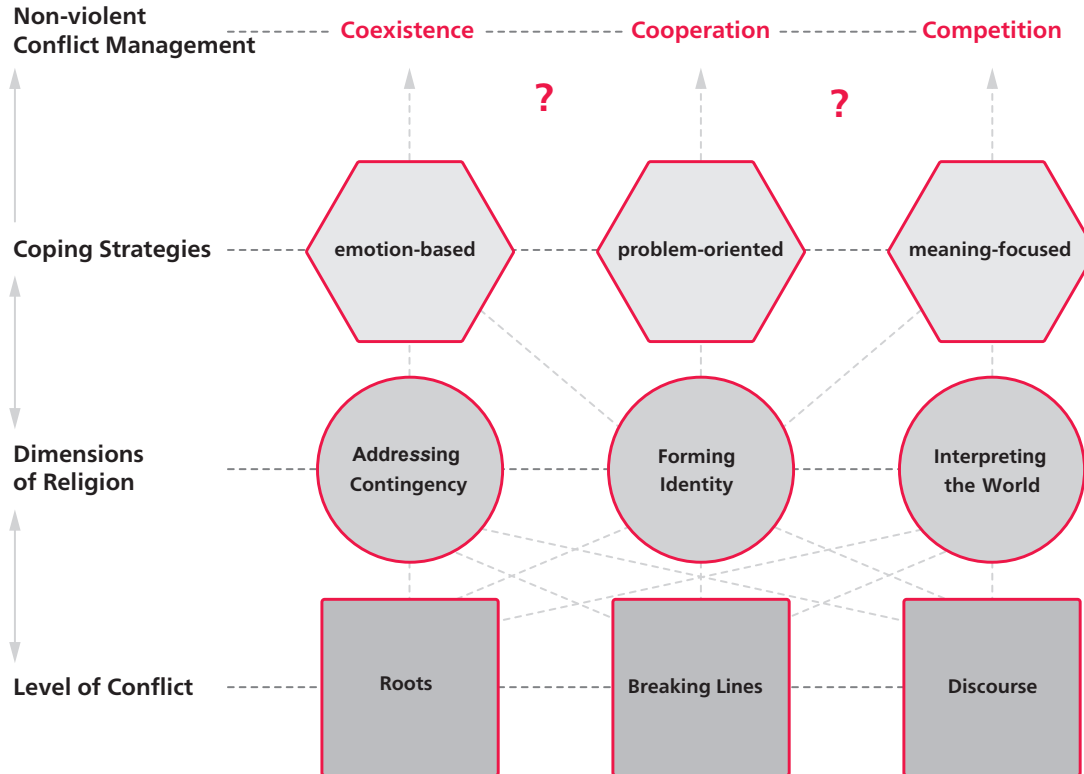 Non-violent
Conflict Management
Coexistence
Cooperation
Competition
?
?
Coping Strategies
emotion-based
problem-oriented
meaning-focused
Dimensions
of Religion
Addressing
Contingency
Forming
Identity
Interpreting
the World
Level of Conflict
Roots
Breaking Lines
Discourse